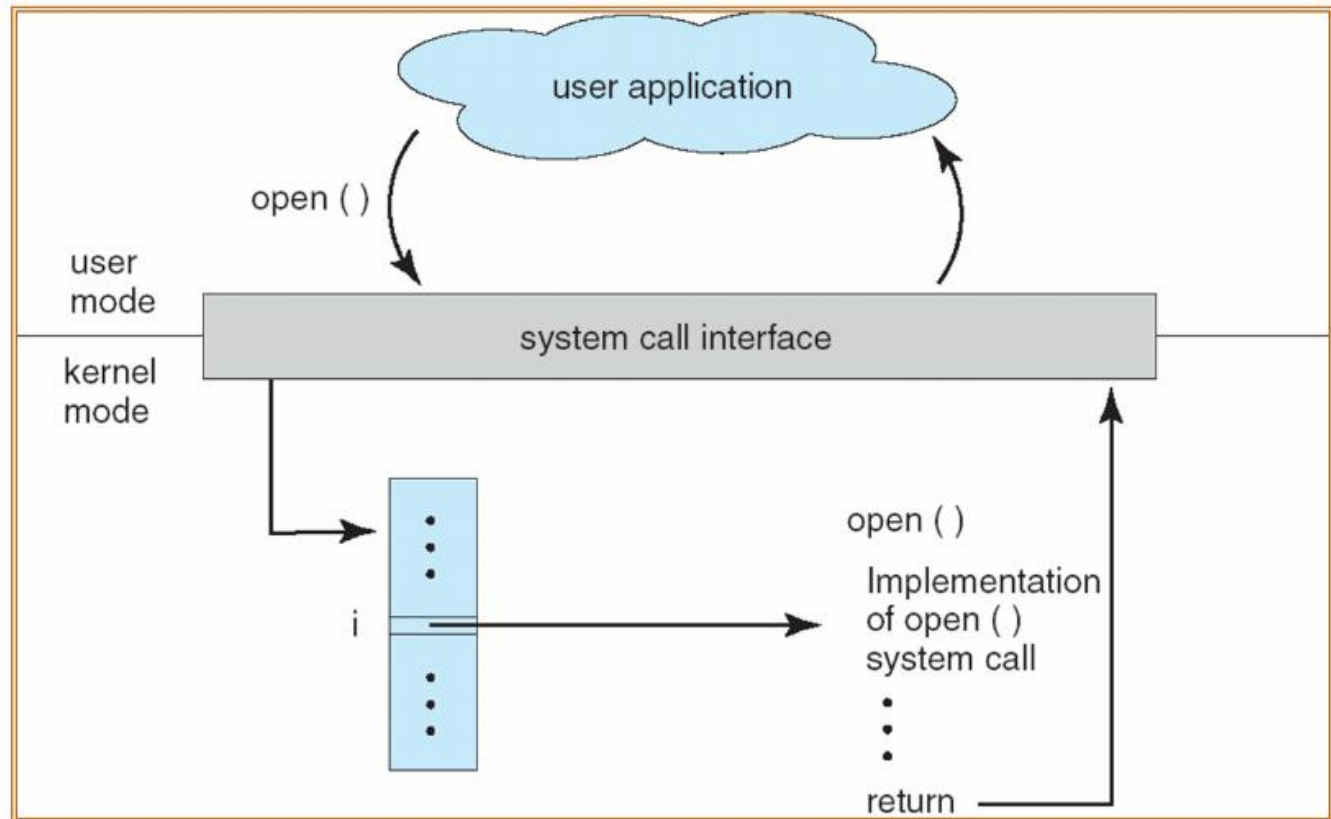 user application
open ( )
user
mode
system call interface
kernel
mode
open ( )
i
Implementation
of open ( )
system call
return